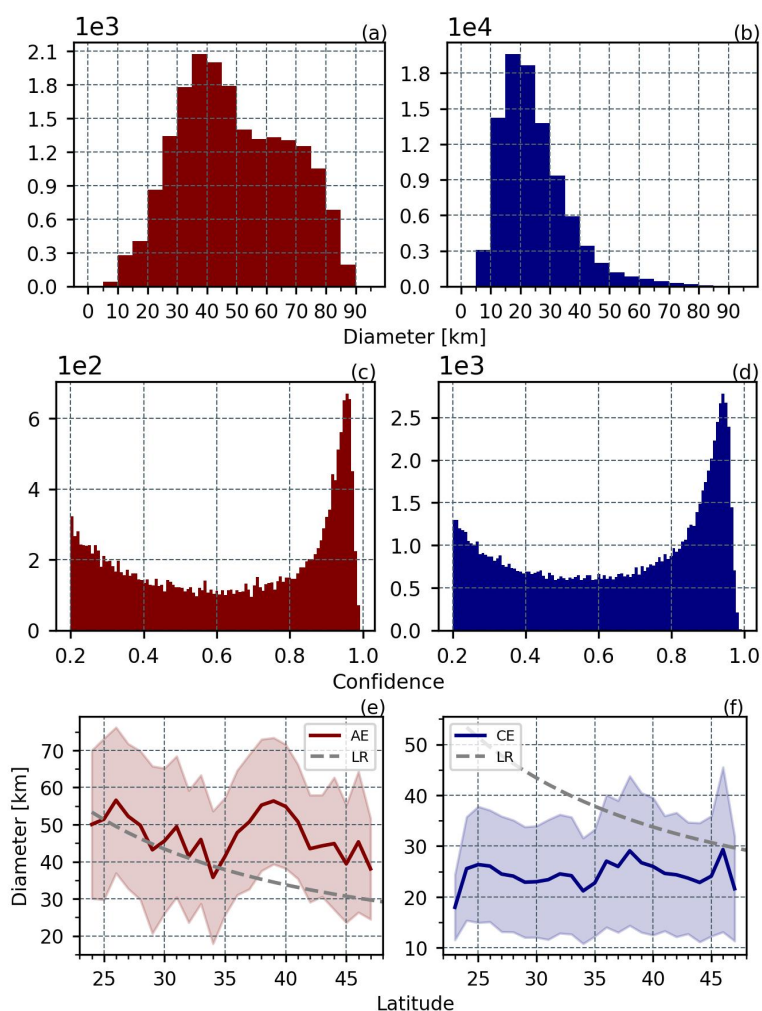 1e3 (a) 1e4 (b)
2.1
1.8 1.8
1.5 1.5
1.2 1.2
0.9 0.9
0.6 0.6
0.3 0.3
0.0 0.0
0 10 20 30 40 50 60 70 80 90 0 10 20 30 40 50 60 70 80 90
Diameter [km]
1e2 (c) 1e3 (d)
6 2.5
2.0
4 1.5
2 1.0
0.5
0 0.0
0.2 0.4 0.6 0.8 1.0 0.2 0.4 0.6 0.8 1.0
Confidence
(e) (f)
AE CE
LR LR
Diameter [km]
70 50
60 40
50
40 30
30 20
20 10
25 30 35 40 45 25 30 35 40 45
Latitude